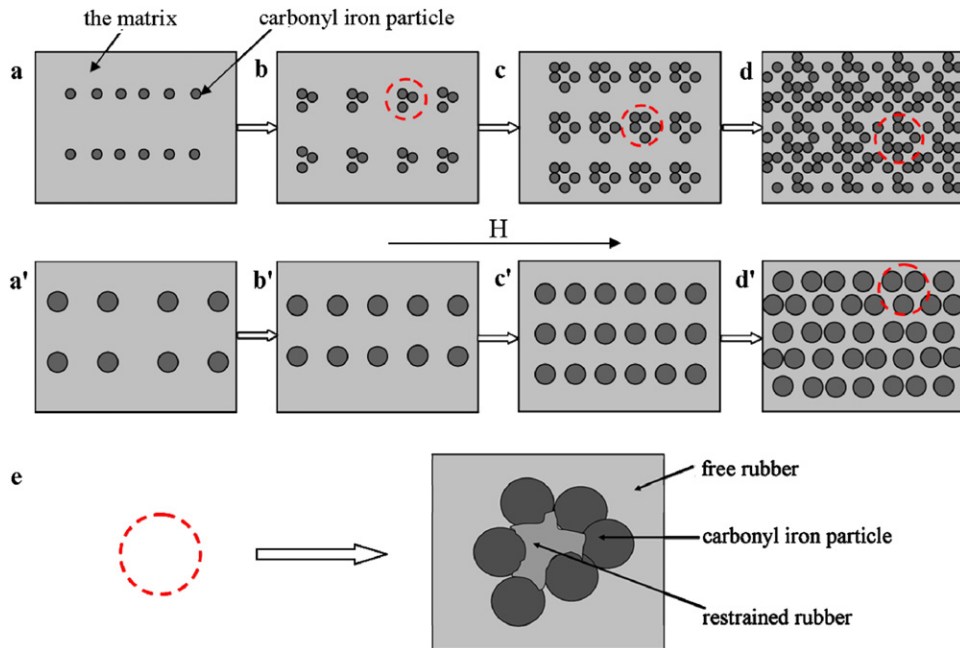 the matrix
carbonyl iron particle
a
b
c
d
H
a'
b'
c'
d'
e
free rubber
carbonyl iron particle
restrained rubber